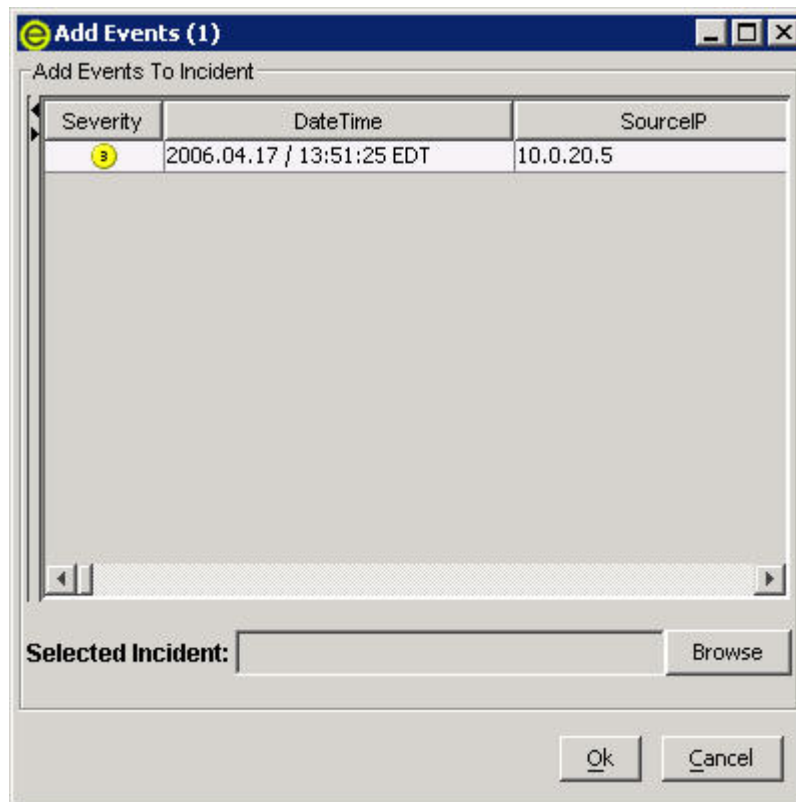 Add Events (1)
Add Events To Incident
Severity DateTime SourceIP
3 2006.04.17 / 13:51:25 EDT 10.0.20.5
Selected Incident: Browse
Ok Cancel